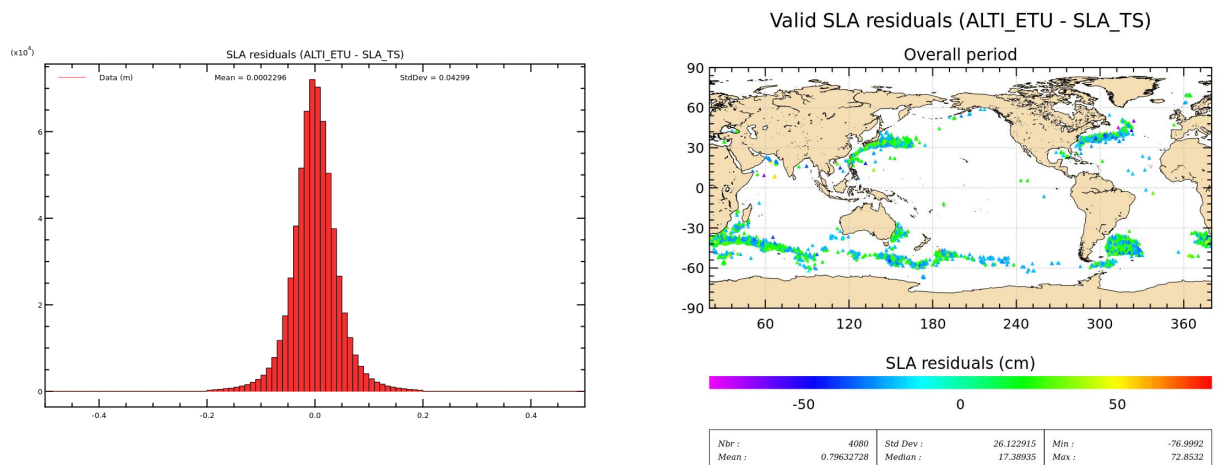 SLA residuals (ALTI_ETU - SLA_TS)
(x10⁴)
Data (m) Mean = 0.0002296 StdDev = 0.04299
6
4
2
0
-0.4 -0.2 0.0 0.2 0.4
Valid SLA residuals (ALTI_ETU - SLA_TS)
Overall period
90
60
30
0
-30
-60
-90
60 120 180 240 300 360
SLA residuals (cm)
-50 0 50
Nbr : 4080 Std Dev : 26.122915 Min : -76.9992
Mean : 0.79632728 Median : 17.38935 Max : 72.8532